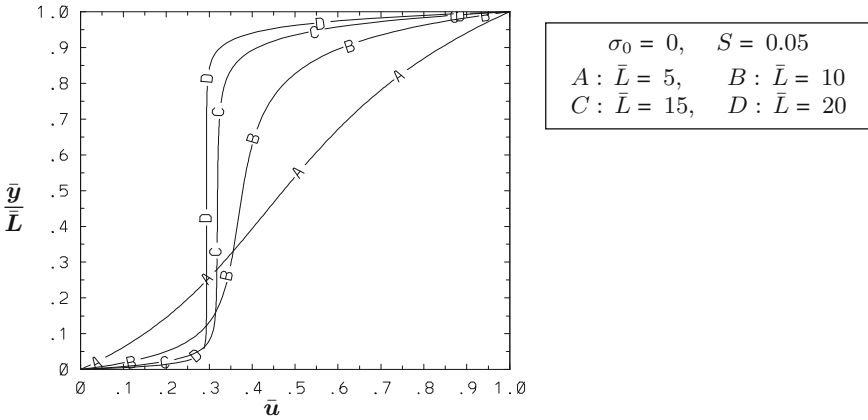 1.0
.9
.8
.7
.6
.5
.4
.3
.2
.1
0
ȳ
L̄
0 .1 .2 .3 .4 .5 .6 .7 .8 .9 1.0
ū
D D D B
C
B
A
D
C
B
A
D
C
B
A
A B C D
σ₀ = 0, S = 0.05
A : L̄ = 5, B : L̄ = 10
C : L̄ = 15, D : L̄ = 20